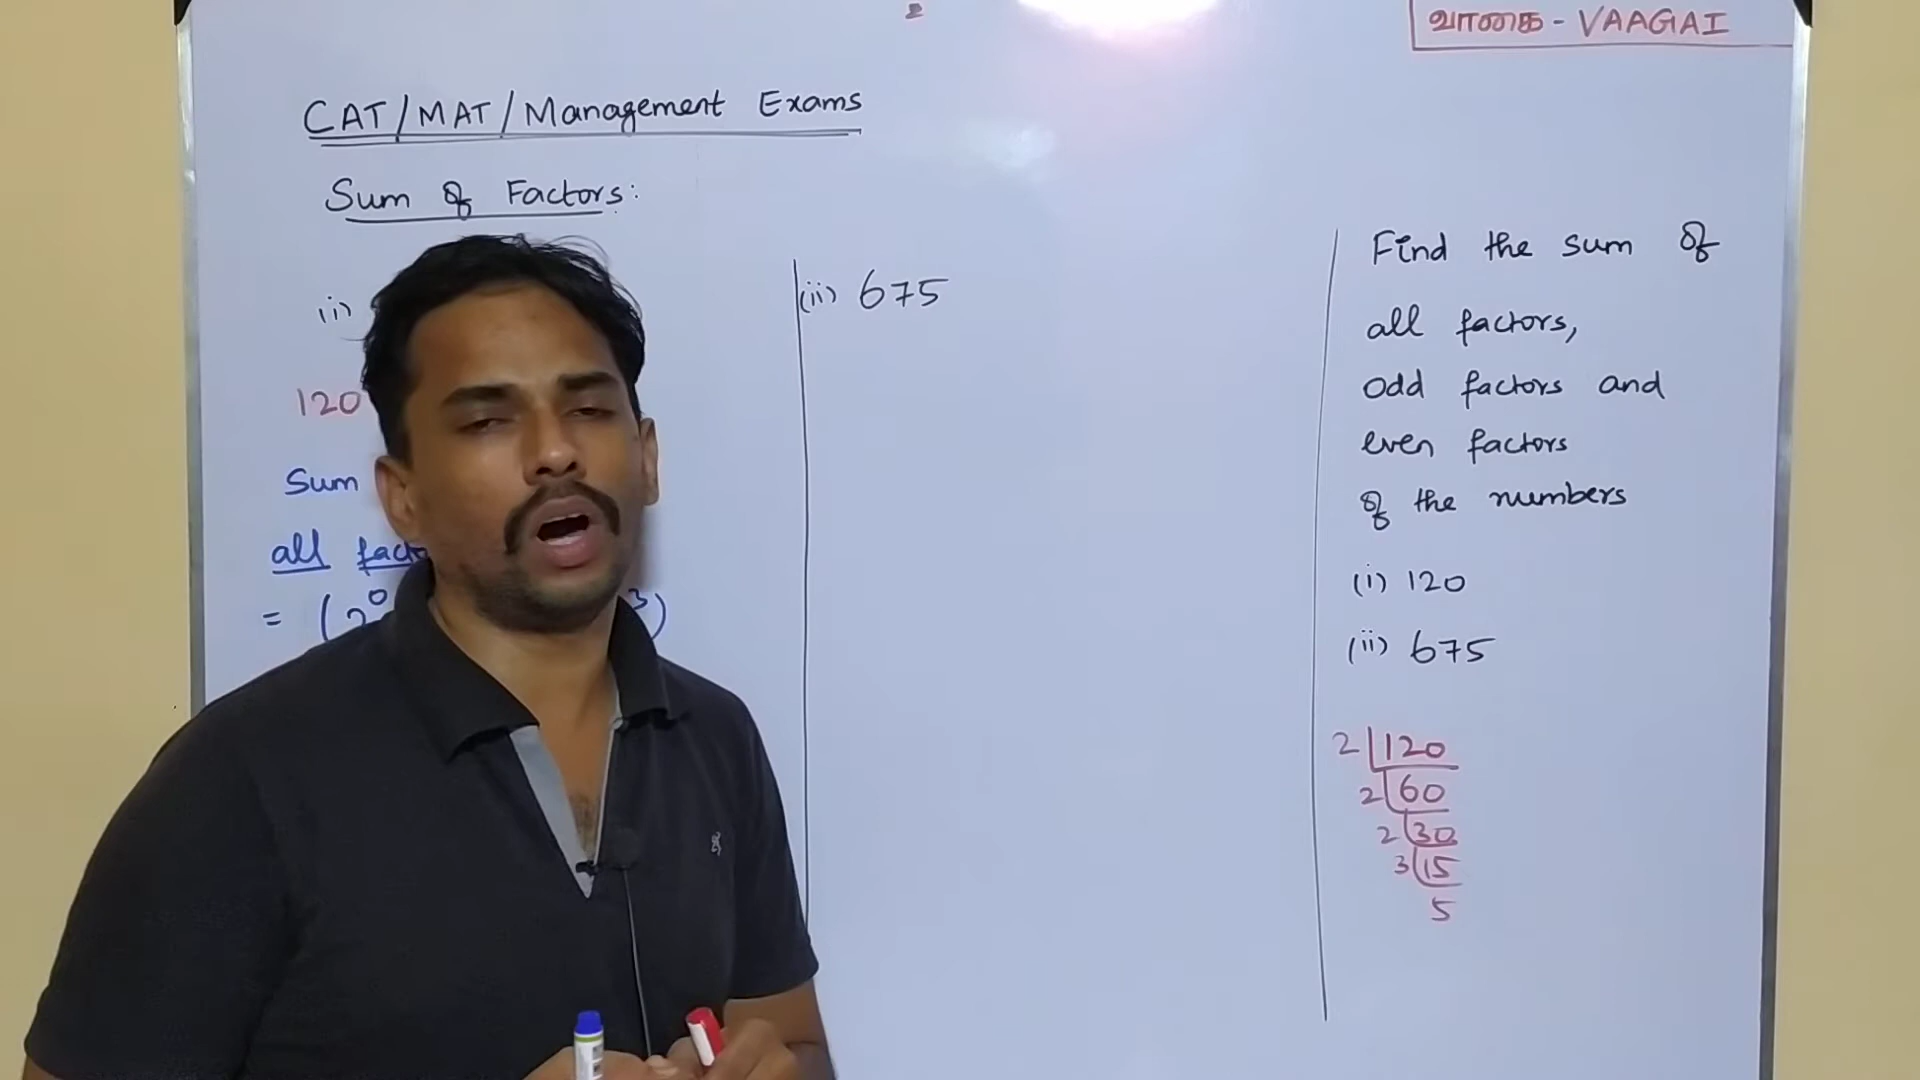 2
வாகை - VAAGAI
CAT/MAT/Management Exams
Sum of Factors:
(i)
120
Sum
all
= (2⁰ ³)
(ii) 675
Find the sum of
all factors,
odd factors and
even factors
of the numbers
(i) 120
(ii) 675
2 120
2 60
2 30
3 15
5